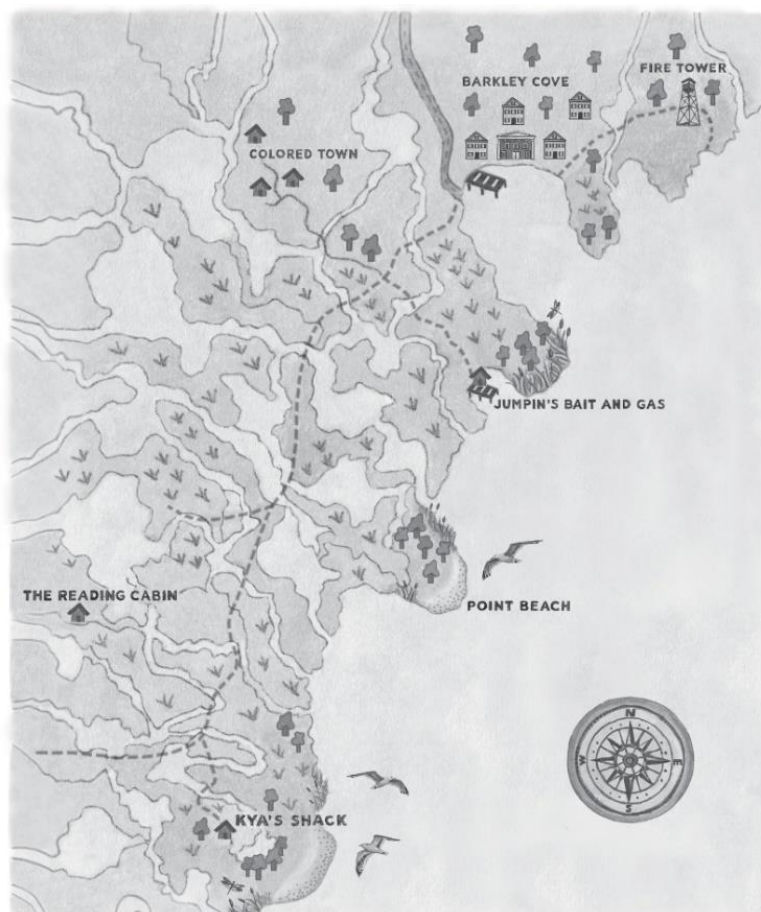 BARKLEY COVE
FIRE TOWER
COLORED TOWN
JUMPIN'S BAIT AND GAS
THE READING CABIN
POINT BEACH
N
W
E
S
KYA'S SHACK